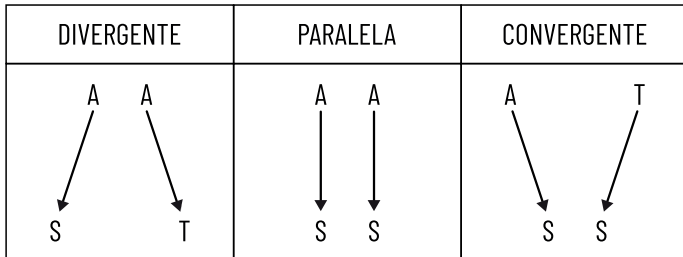 DIVERGENTE PARALELA CONVERGENTE
A A A A A T
S T S S S S